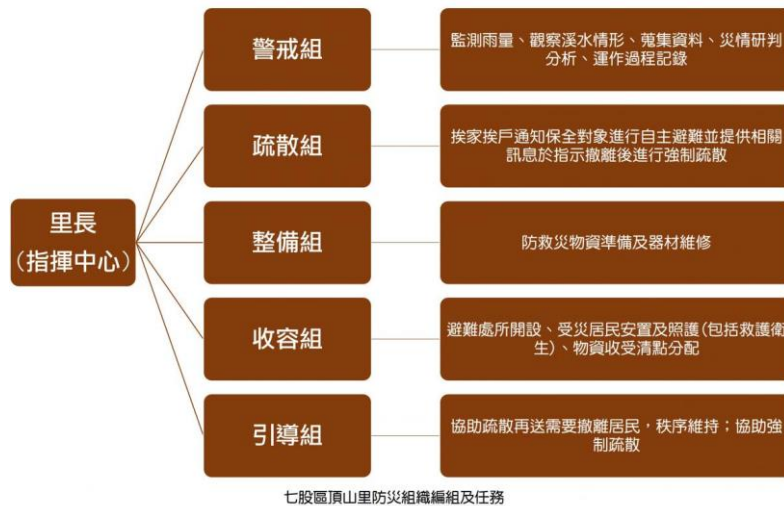 警戒組
監測雨量、觀察溪水情形、蒐集資料、災情研判
分析、運作過程記錄
疏散組
挨家挨戶通知保全對象進行自主避難並提供相關
訊息於指示撤離後進行強制疏散
里長
(指揮中心)
整備組
防救災物資準備及器材維修
收容組
避難處所開設、受災居民安置及照護(包括救護衛
生)、物資收受清點分配
引導組
協助疏散再送需要撤離居民，秩序維持；協助強
制疏散
七股區頂山里防災組織編組及任務